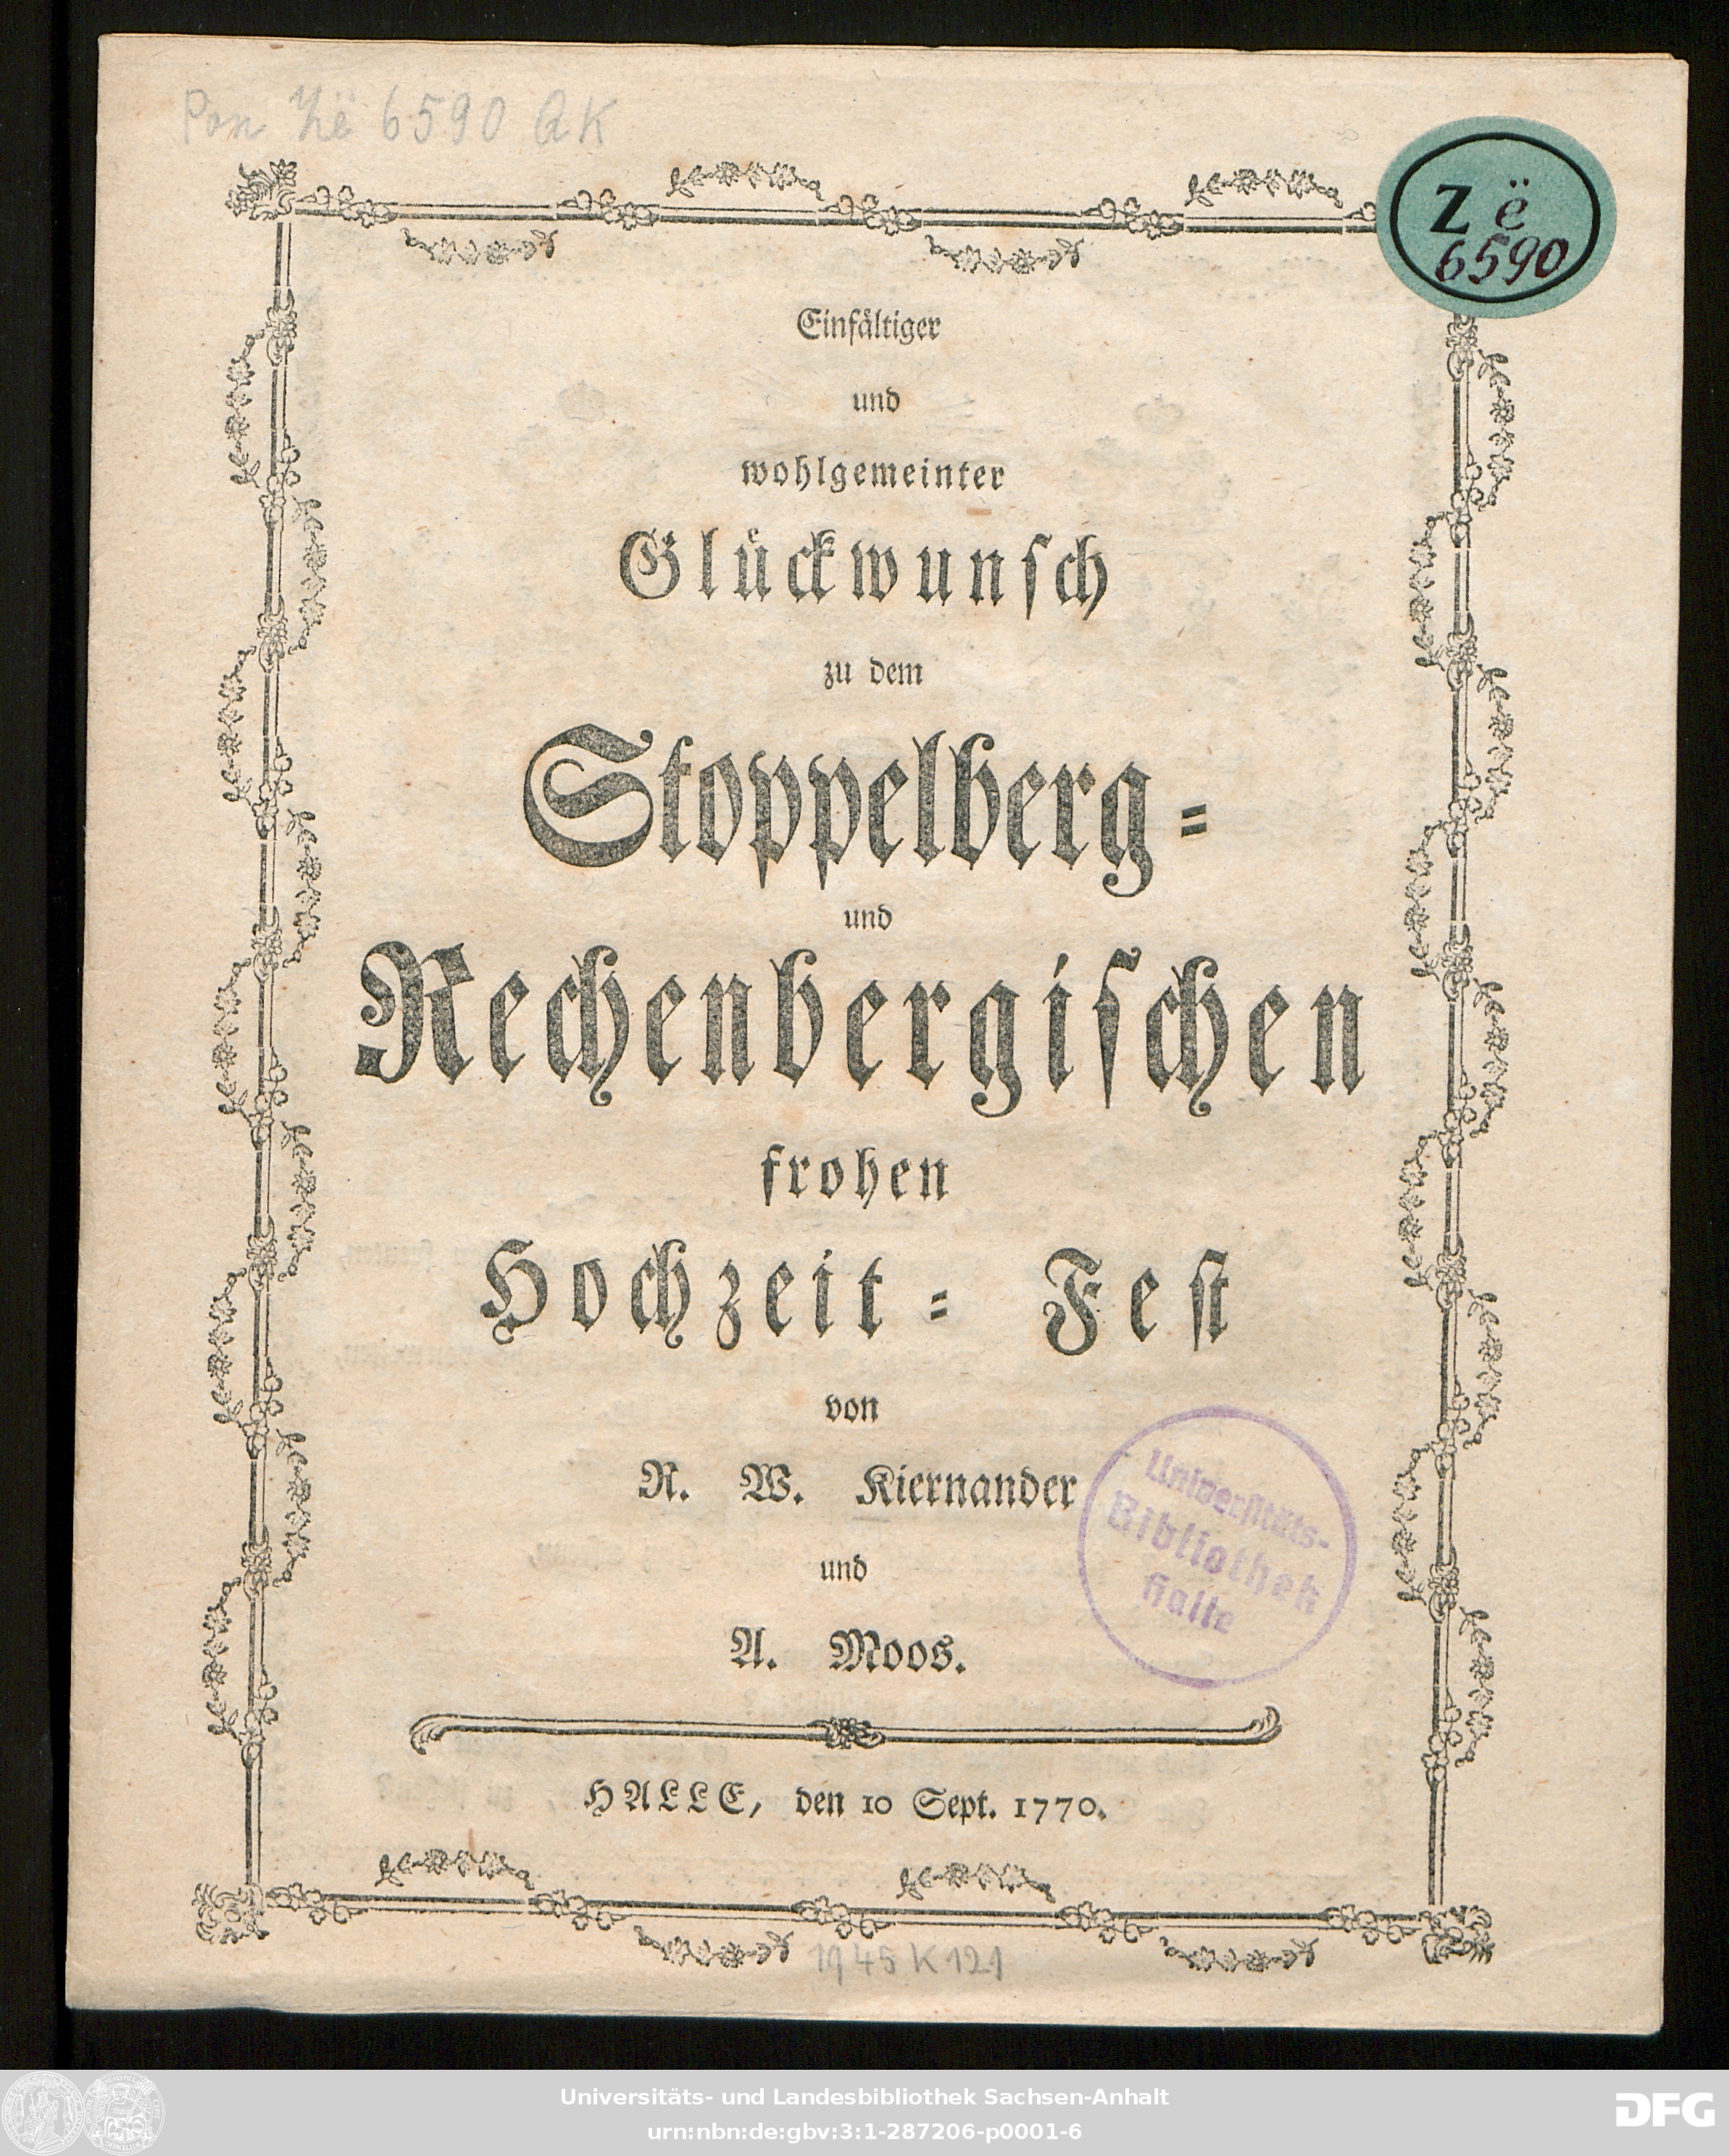 Pon Zë 6590 QK
Z ë
6590
Einfältiger
und
wohlgemeinter
Glückwunſch
zu dem
Stoppelberg⸗
und
Rechenbergiſchen
frohen
Hochzeit⸗ Feſt
von
R. W. Kiernander
und
A. Moos.
Univerſitäts-
Bibliothek
Halle
HALLE, den 10 Sept. 1770.
1945 K 121
Universitäts- und Landesbibliothek Sachsen-Anhalt
urn:nbn:de:gbv:3:1-287206-p0001-6
DFG